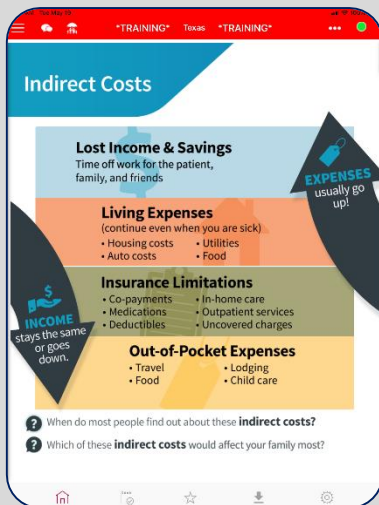 *TRAINING* Texas *TRAINING*
Indirect Costs
Lost Income & Savings
Time off work for the patient,
family, and friends
EXPENSES
usually go
up!
Living Expenses
(continue even when you are sick)
• Housing costs • Utilities
• Auto costs • Food
Insurance Limitations
• Co-payments • In-home care
• Medications • Outpatient services
• Deductibles • Uncovered charges
$
INCOME
stays the same
or goes
down.
Out-of-Pocket Expenses
• Travel • Lodging
• Food • Child care
? When do most people find out about these indirect costs?
? Which of these indirect costs would affect your family most?